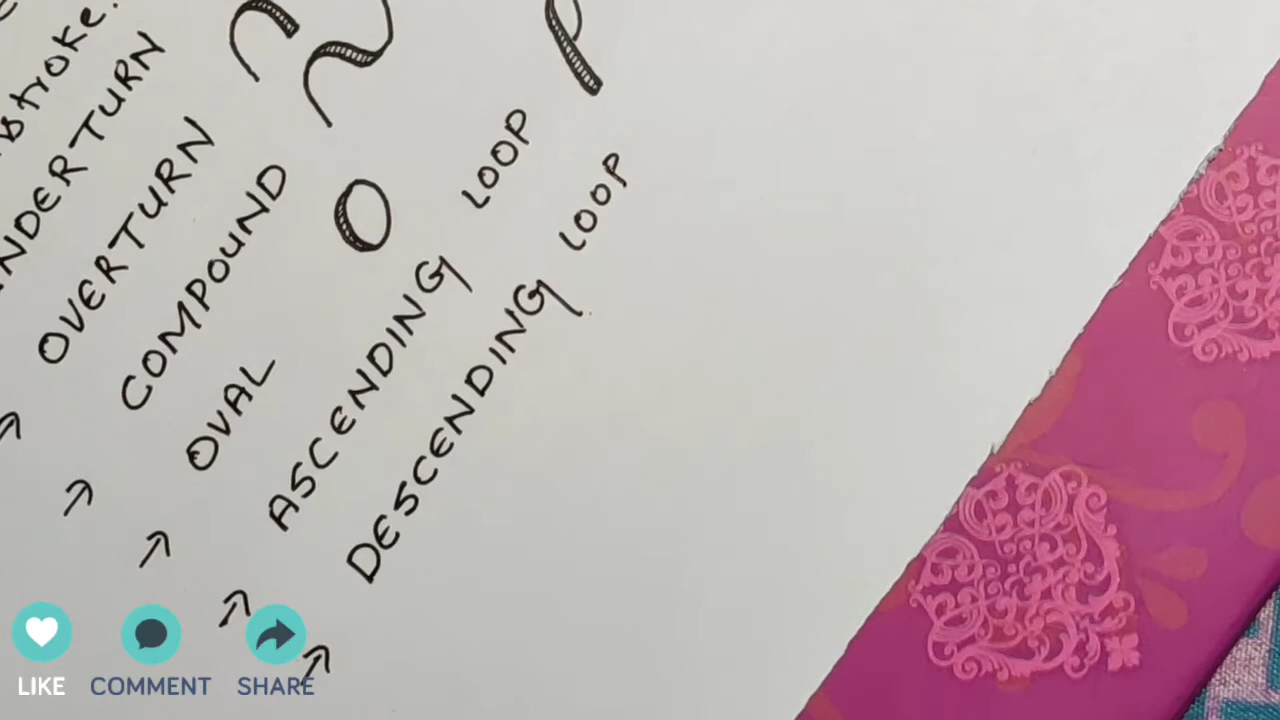 stroke.
UNDERTURN
OVERTURN
COMPOUND
OVAL
ASCENDING LOOP
DESCENDING LOOP
LIKE COMMENT SHARE